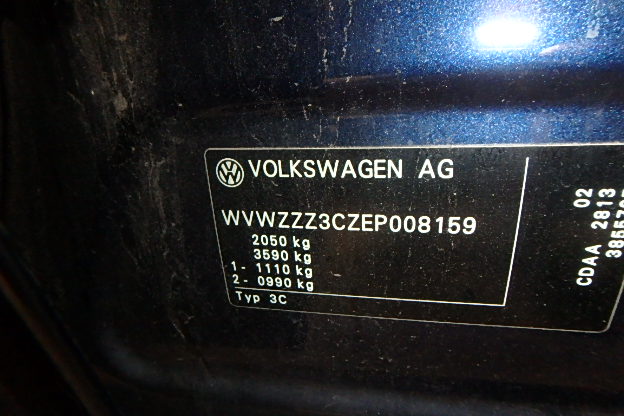 VOLKSWAGEN AG
WVWZZZ3CZEP008159
2050 kg
3590 kg
1- 1110 kg
2- 0990 kg
Typ 3C
02
CDAA 2813